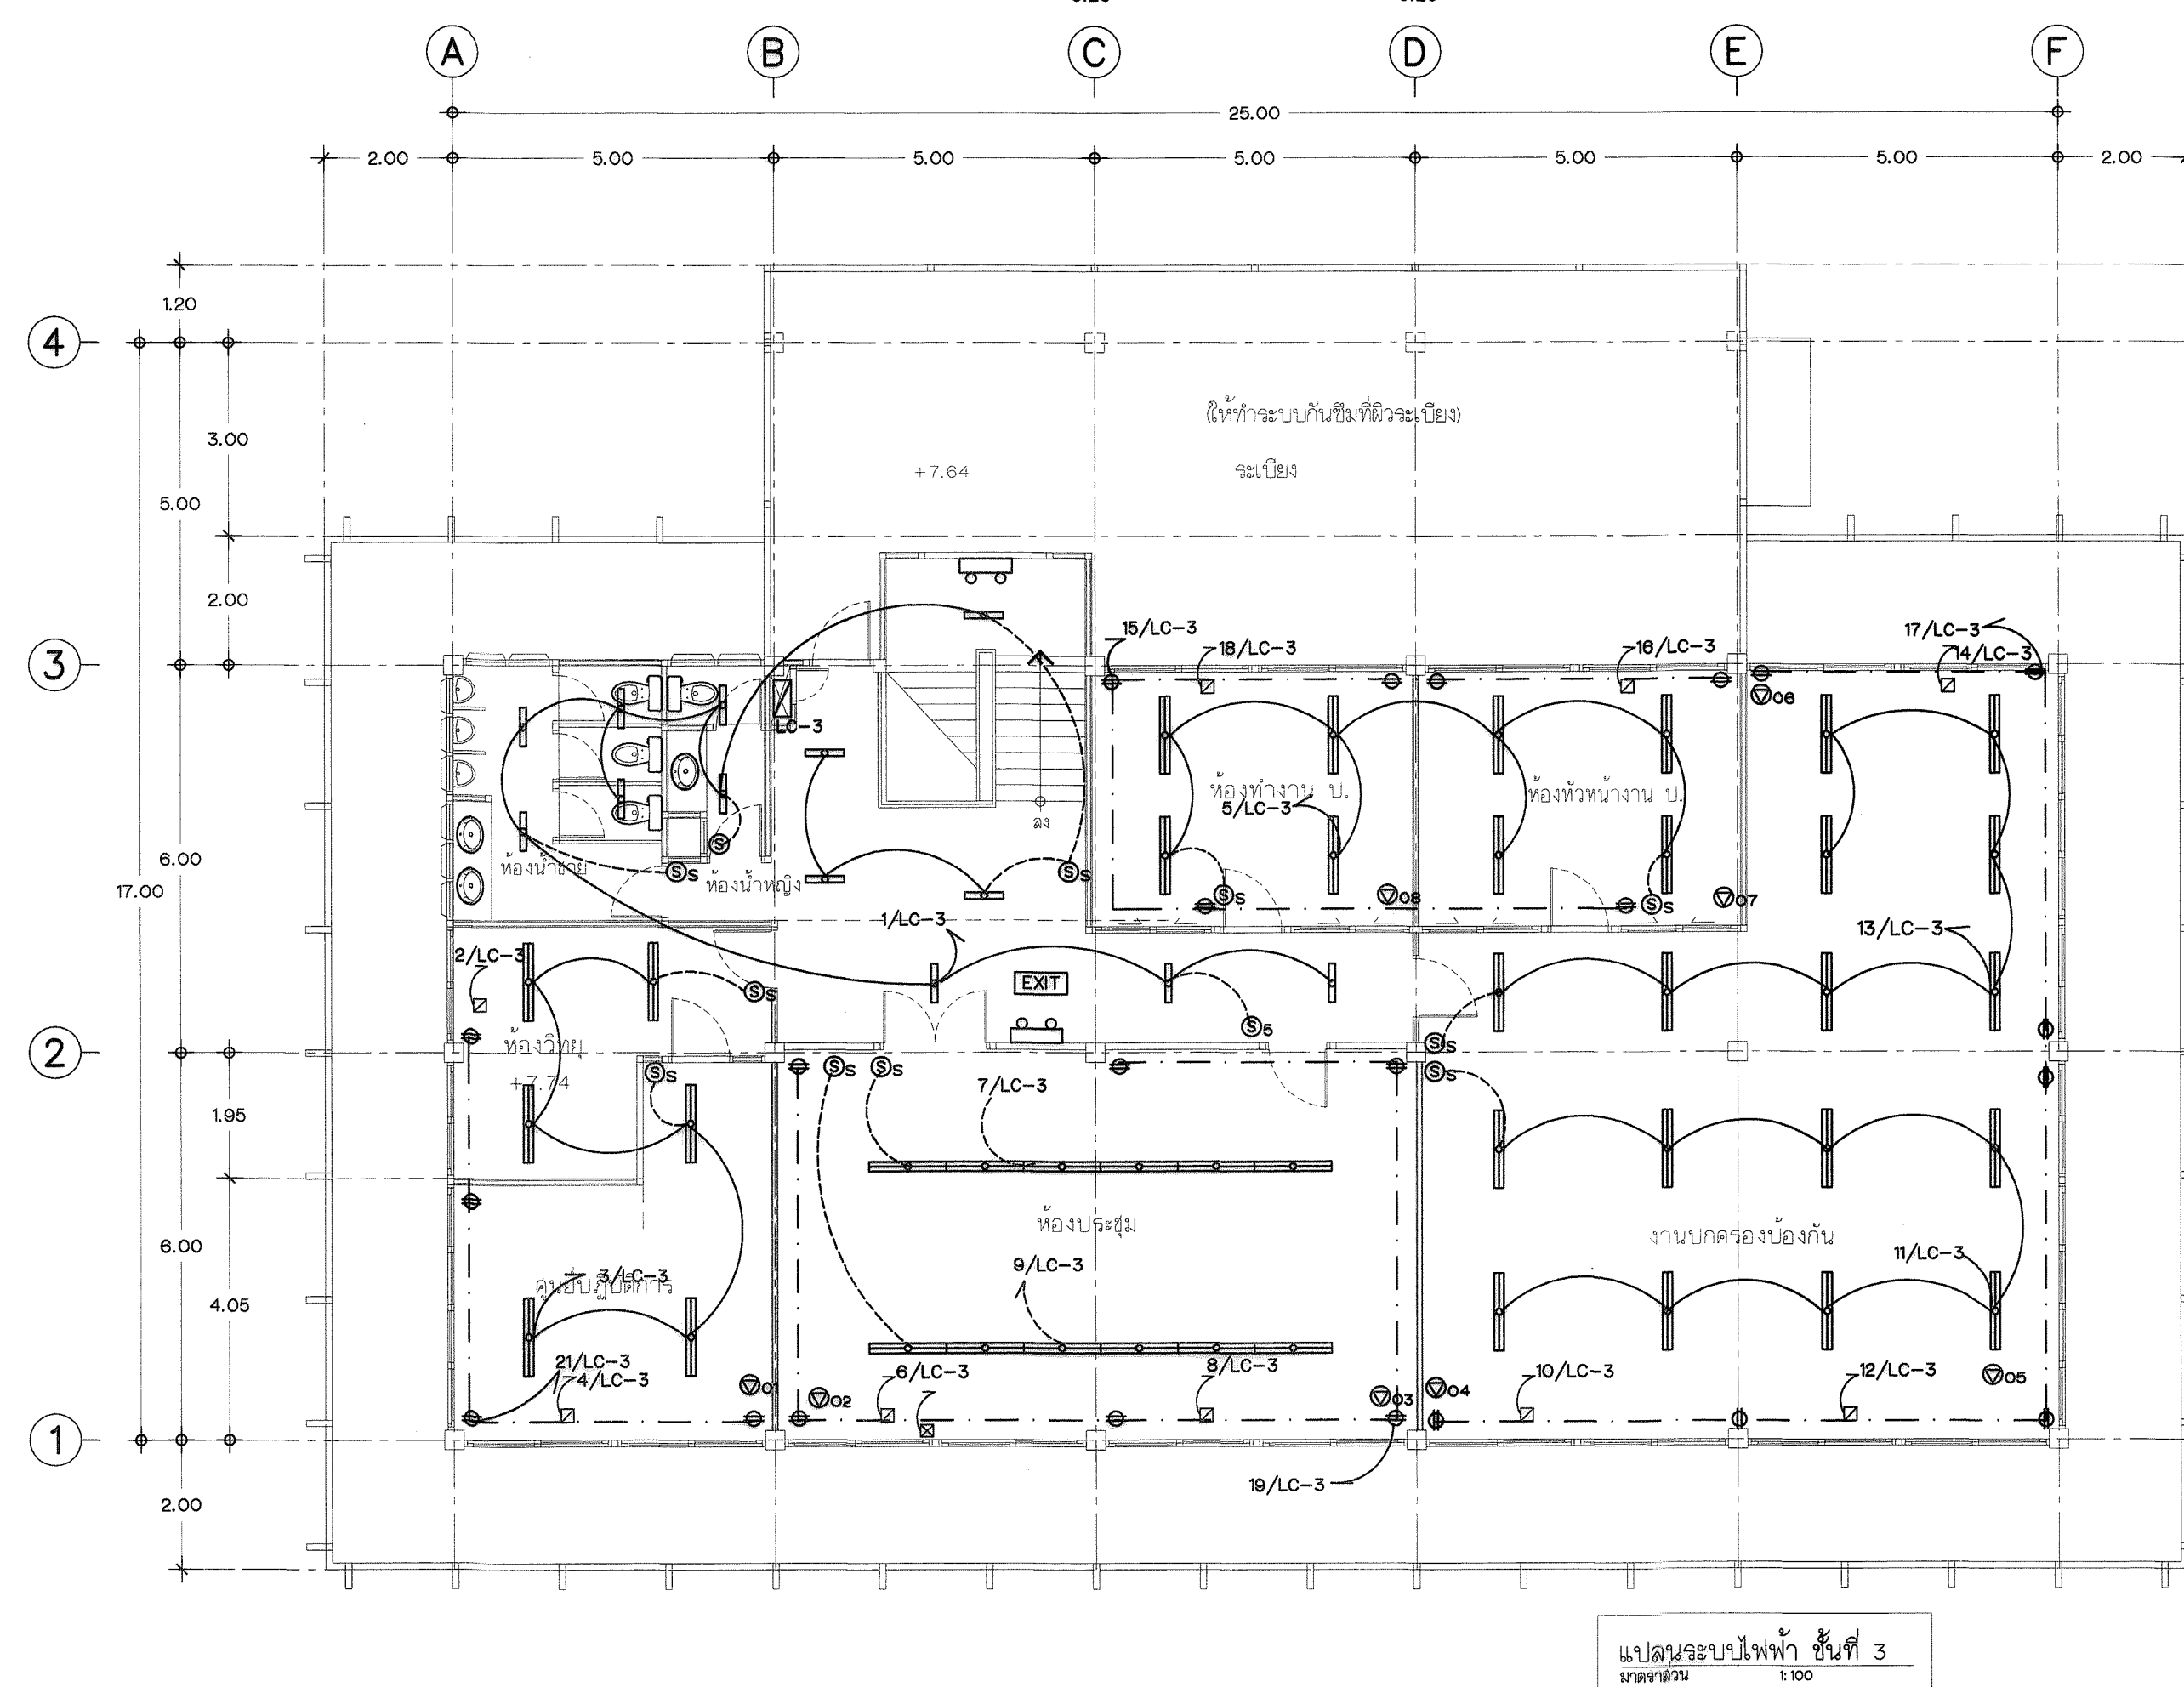 A B C D E F
25.00
2.00 5.00 5.00 5.00 5.00 5.00 2.00
1.20
4
3.00
(ให้ทำระบบกันซึมที่ผิวระเบียง)
+7.64 ระเบียง
5.00
2.00
3
15/LC-3
18/LC-3
16/LC-3
17/LC-3
14/LC-3
06
LC-3
ห้องทำงาน ป.
5/LC-3
ห้องหัวหน้างาน ป.
ลง
6.00
17.00
ห้องน้ำชาย
S S
S
ห้องน้ำหญิง
S S
S S
08
S S
07
1/LC-3
13/LC-3
2/LC-3
S S
EXIT
S 5
ห้องวิทยุ
2
+7.74
S S
S S
S S
S S
S S
7/LC-3
1.95
6.00
ห้องประชุม
งานปกครองป้องกัน
9/LC-3
11/LC-3
ศูนย์ปฏิบัติการ
3/LC-3
4.05
21/LC-3
4/LC-3
01
02
6/LC-3
8/LC-3
03
04
10/LC-3
12/LC-3
05
1
19/LC-3
2.00
แปลนระบบไฟฟ้า ชั้นที่ 3
มาตราส่วน 1:100